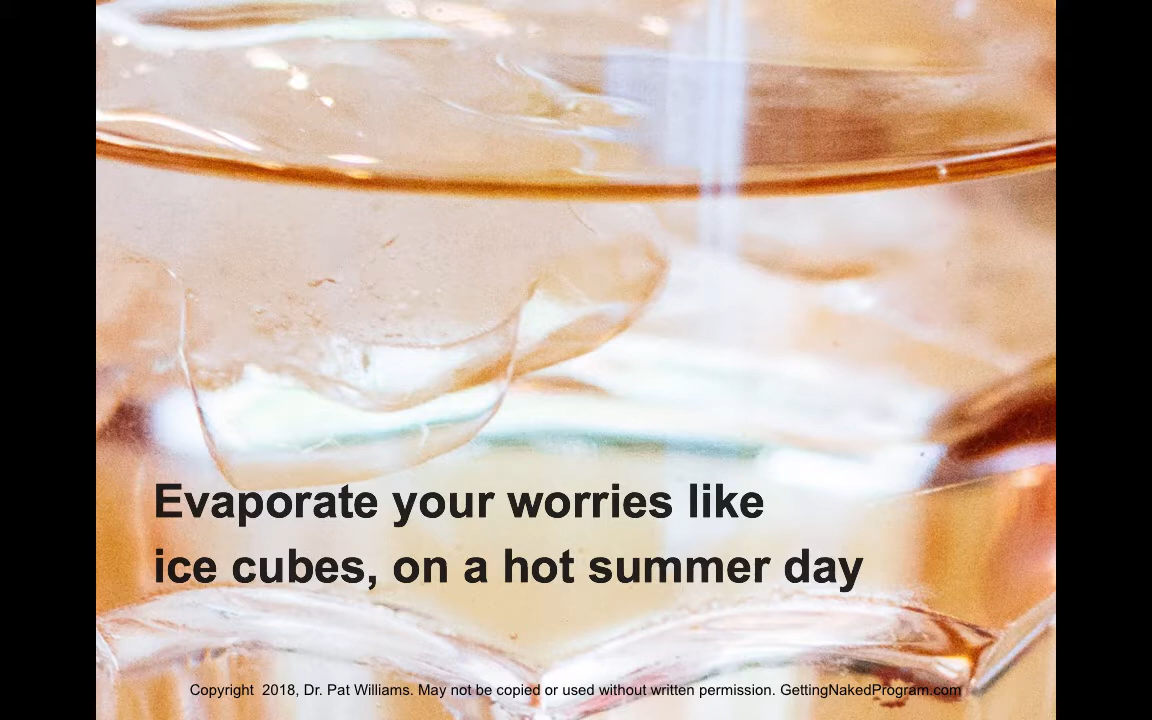 Evaporate your worries like
ice cubes, on a hot summer day
Copyright  2018, Dr. Pat Williams. May not be copied or used without written permission. GettingNakedProgram.com